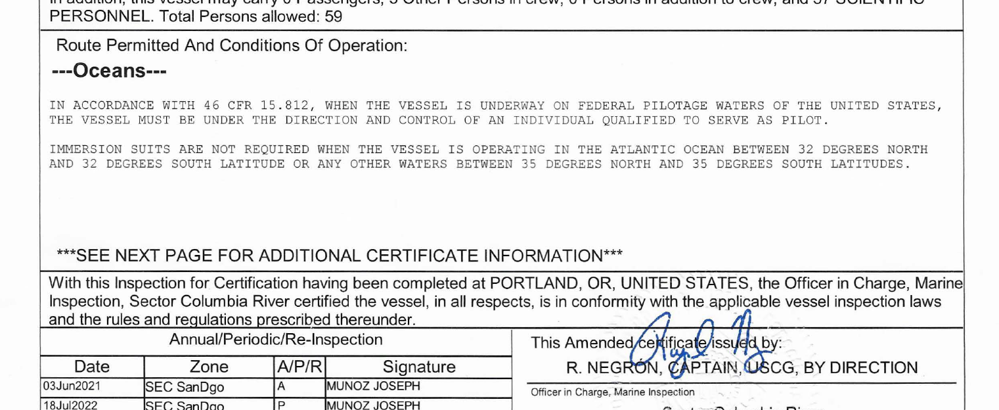 In addition, this vessel may carry 0 Passengers, Other Persons in crew, 0 Persons in addition to crew, and 37 SCIENTIFIC
PERSONNEL. Total Persons allowed: 59
Route Permitted And Conditions Of Operation:
---Oceans---
IN ACCORDANCE WITH 46 CFR 15.812, WHEN THE VESSEL IS UNDERWAY ON FEDERAL PILOTAGE WATERS OF THE UNITED STATES,
THE VESSEL MUST BE UNDER THE DIRECTION AND CONTROL OF AN INDIVIDUAL QUALIFIED TO SERVE AS PILOT.
IMMERSION SUITS ARE NOT REQUIRED WHEN THE VESSEL IS OPERATING IN THE ATLANTIC OCEAN BETWEEN 32 DEGREES NORTH
AND 32 DEGREES SOUTH LATITUDE OR ANY OTHER WATERS BETWEEN 35 DEGREES NORTH AND 35 DEGREES SOUTH LATITUDES.
***SEE NEXT PAGE FOR ADDITIONAL CERTIFICATE INFORMATION***
With this Inspection for Certification having been completed at PORTLAND, OR, UNITED STATES, the Officer in Charge, Marine
Inspection, Sector Columbia River certified the vessel, in all respects, is in conformity with the applicable vessel inspection laws
and the rules and regulations prescribed thereunder.
Annual/Periodic/Re-Inspection
Date Zone A/P/R Signature
03Jun2021 SEC SanDgo A MUNOZ JOSEPH
18Jul2022 SEC SanDgo P MUNOZ JOSEPH
This Amended certificate issued by:
R. NEGRÓN, CAPTAIN, USCG, BY DIRECTION
Officer in Charge, Marine Inspection